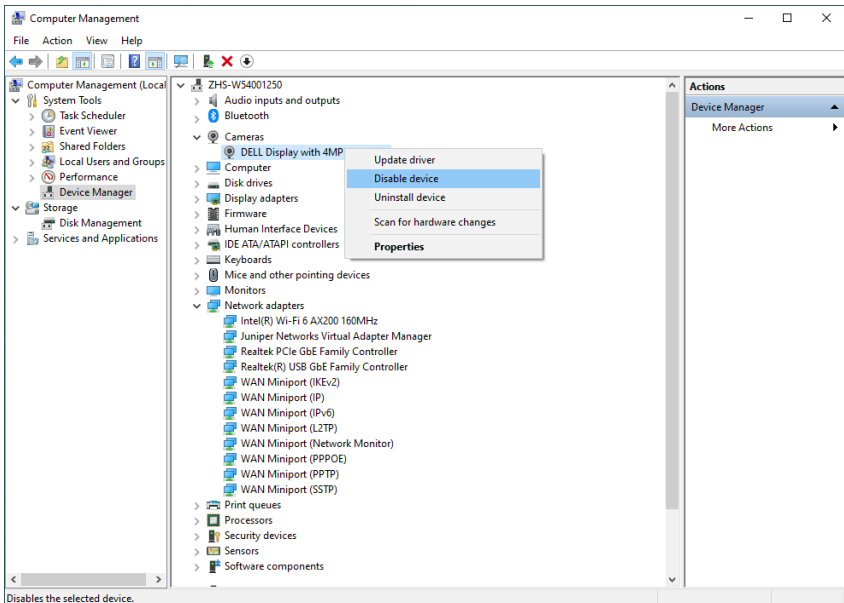 Computer Management
File Action View Help
Computer Management (Local
System Tools
Task Scheduler
Event Viewer
Shared Folders
Local Users and Groups
Performance
Device Manager
Storage
Disk Management
Services and Applications
ZHS-W54001250
Audio inputs and outputs
Bluetooth
Cameras
DELL Display with 4MP
Computer
Disk drives
Display adapters
Firmware
Human Interface Devices
IDE ATA/ATAPI controllers
Keyboards
Mice and other pointing devices
Monitors
Network adapters
Intel(R) Wi-Fi 6 AX200 160MHz
Juniper Networks Virtual Adapter Manager
Realtek PCIe GbE Family Controller
Realtek(R) USB GbE Family Controller
WAN Miniport (IKEv2)
WAN Miniport (IP)
WAN Miniport (IPv6)
WAN Miniport (L2TP)
WAN Miniport (Network Monitor)
WAN Miniport (PPPOE)
WAN Miniport (PPTP)
WAN Miniport (SSTP)
Print queues
Processors
Security devices
Sensors
Software components
Update driver
Disable device
Uninstall device
Scan for hardware changes
Properties
Actions
Device Manager
More Actions
Disables the selected device.